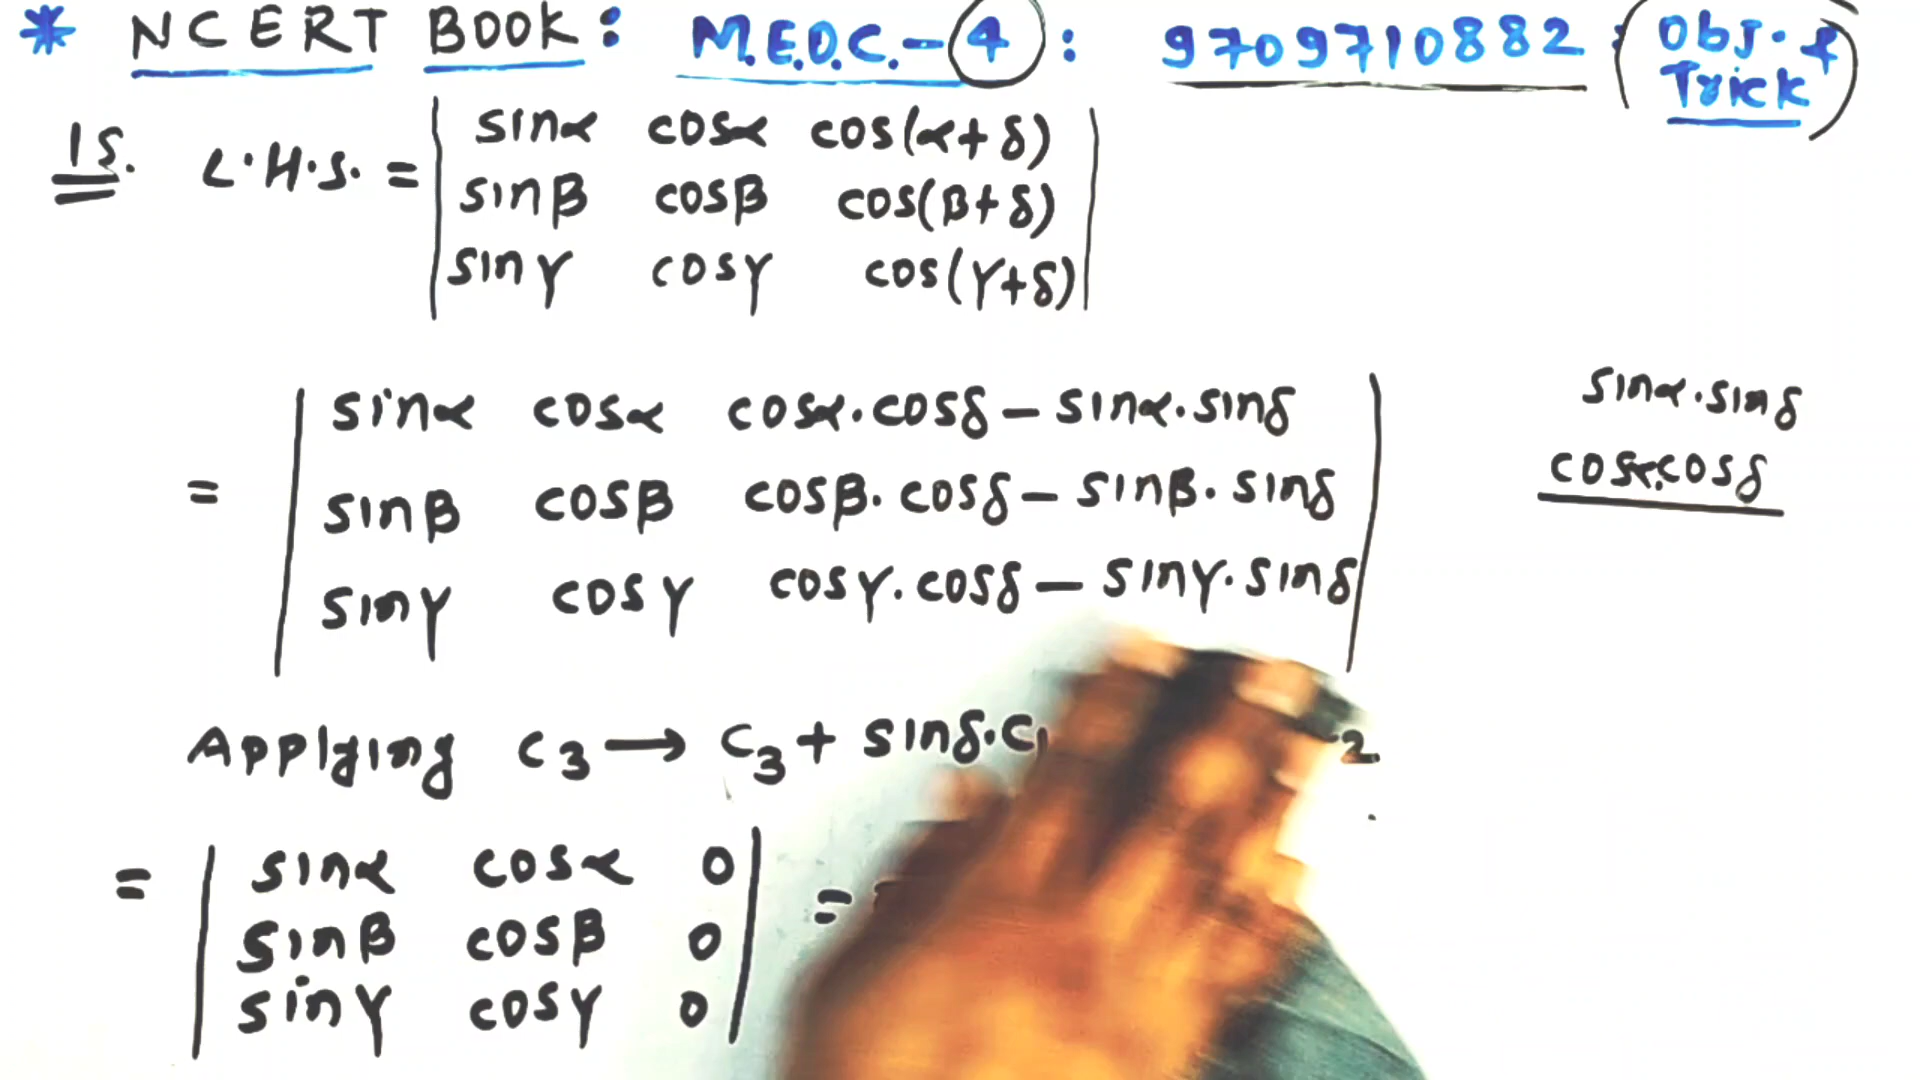 * NCERT BOOK: M.E.D.C.-4: 9709710882: Obj. &
Trick
15. L.H.S. = | sinα cosα cos(α+δ) |
| sinβ cosβ cos(β+δ) |
| sinγ cosγ cos(γ+δ) |
= | sinα cosα cosα.cosδ - sinα.sinδ |
| sinβ cosβ cosβ.cosδ - sinβ.sinδ |
| sinγ cosγ cosγ.cosδ - sinγ.sinδ |
sinα.sinδ
cosα.cosδ
Applying C3 → C3 + sinδ.C1 2
= | sinα cosα 0 | =
| sinβ cosβ 0 |
| sinγ cosγ 0 |